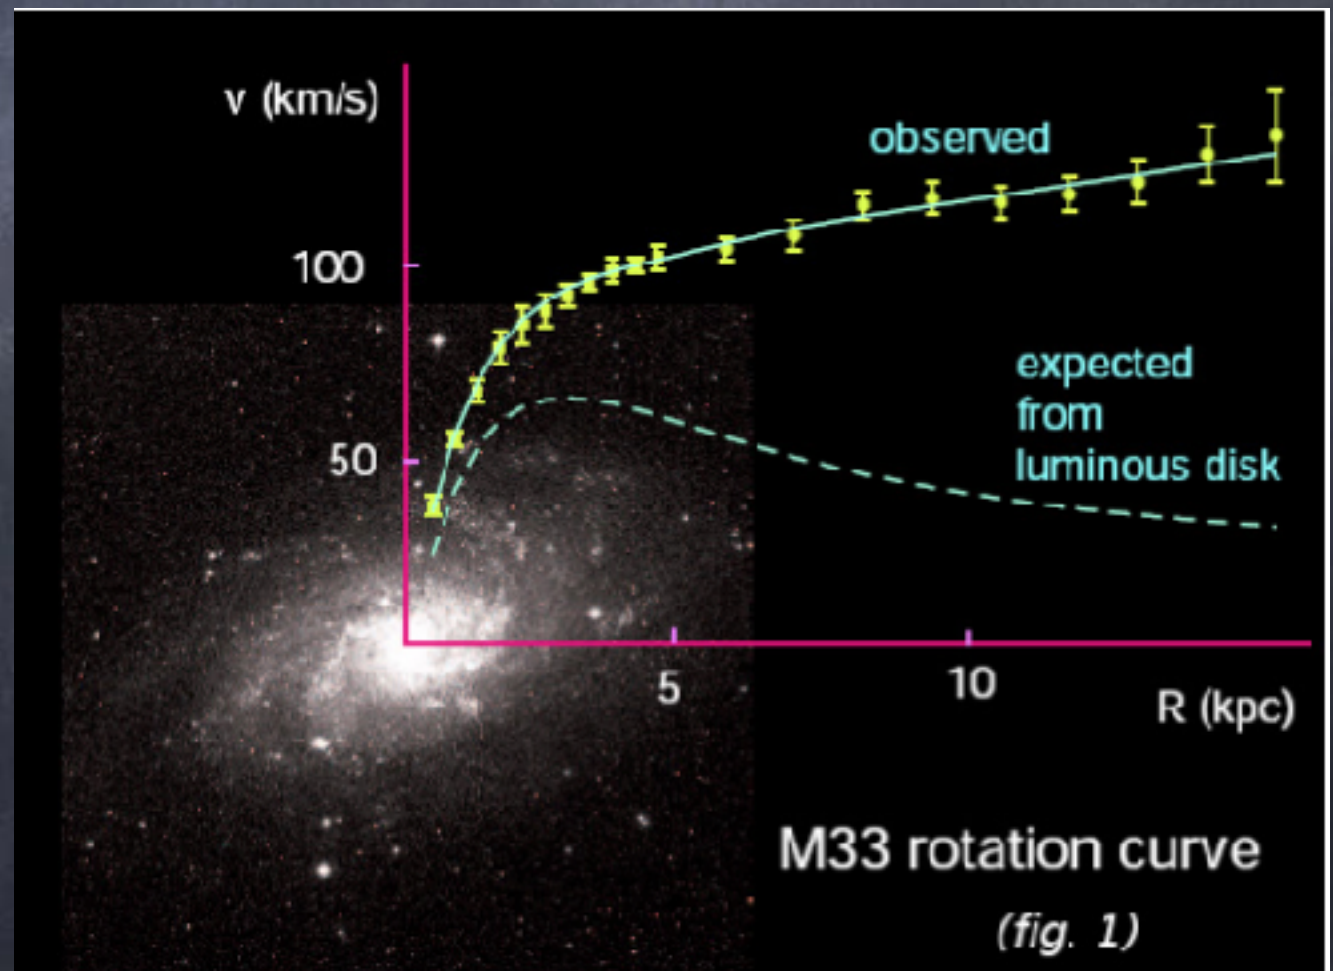 v (km/s)
observed
100
expected
from
luminous disk
50
5
10
R (kpc)
M33 rotation curve
(fig. 1)